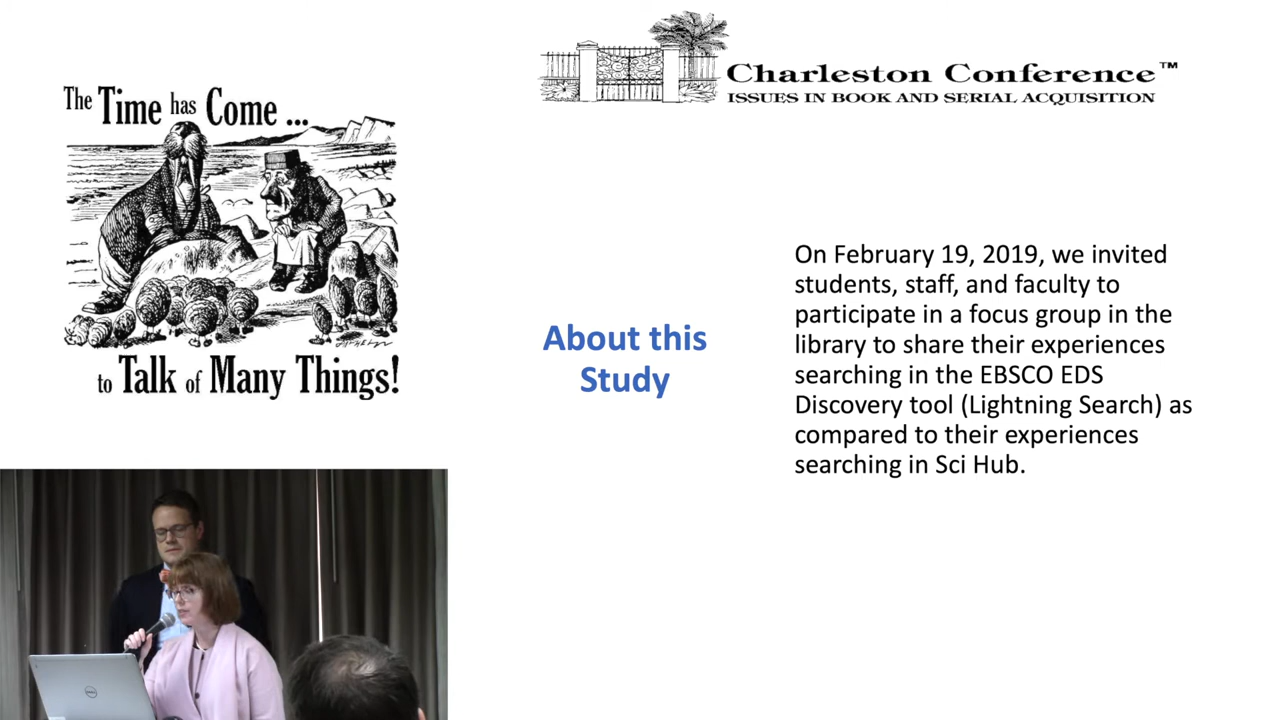 The Time has Come ...
to Talk of Many Things!
Charleston Conference™
ISSUES IN BOOK AND SERIAL ACQUISITION
About this
Study
On February 19, 2019, we invited
students, staff, and faculty to
participate in a focus group in the
library to share their experiences
searching in the EBSCO EDS
Discovery tool (Lightning Search) as
compared to their experiences
searching in Sci Hub.
DELL